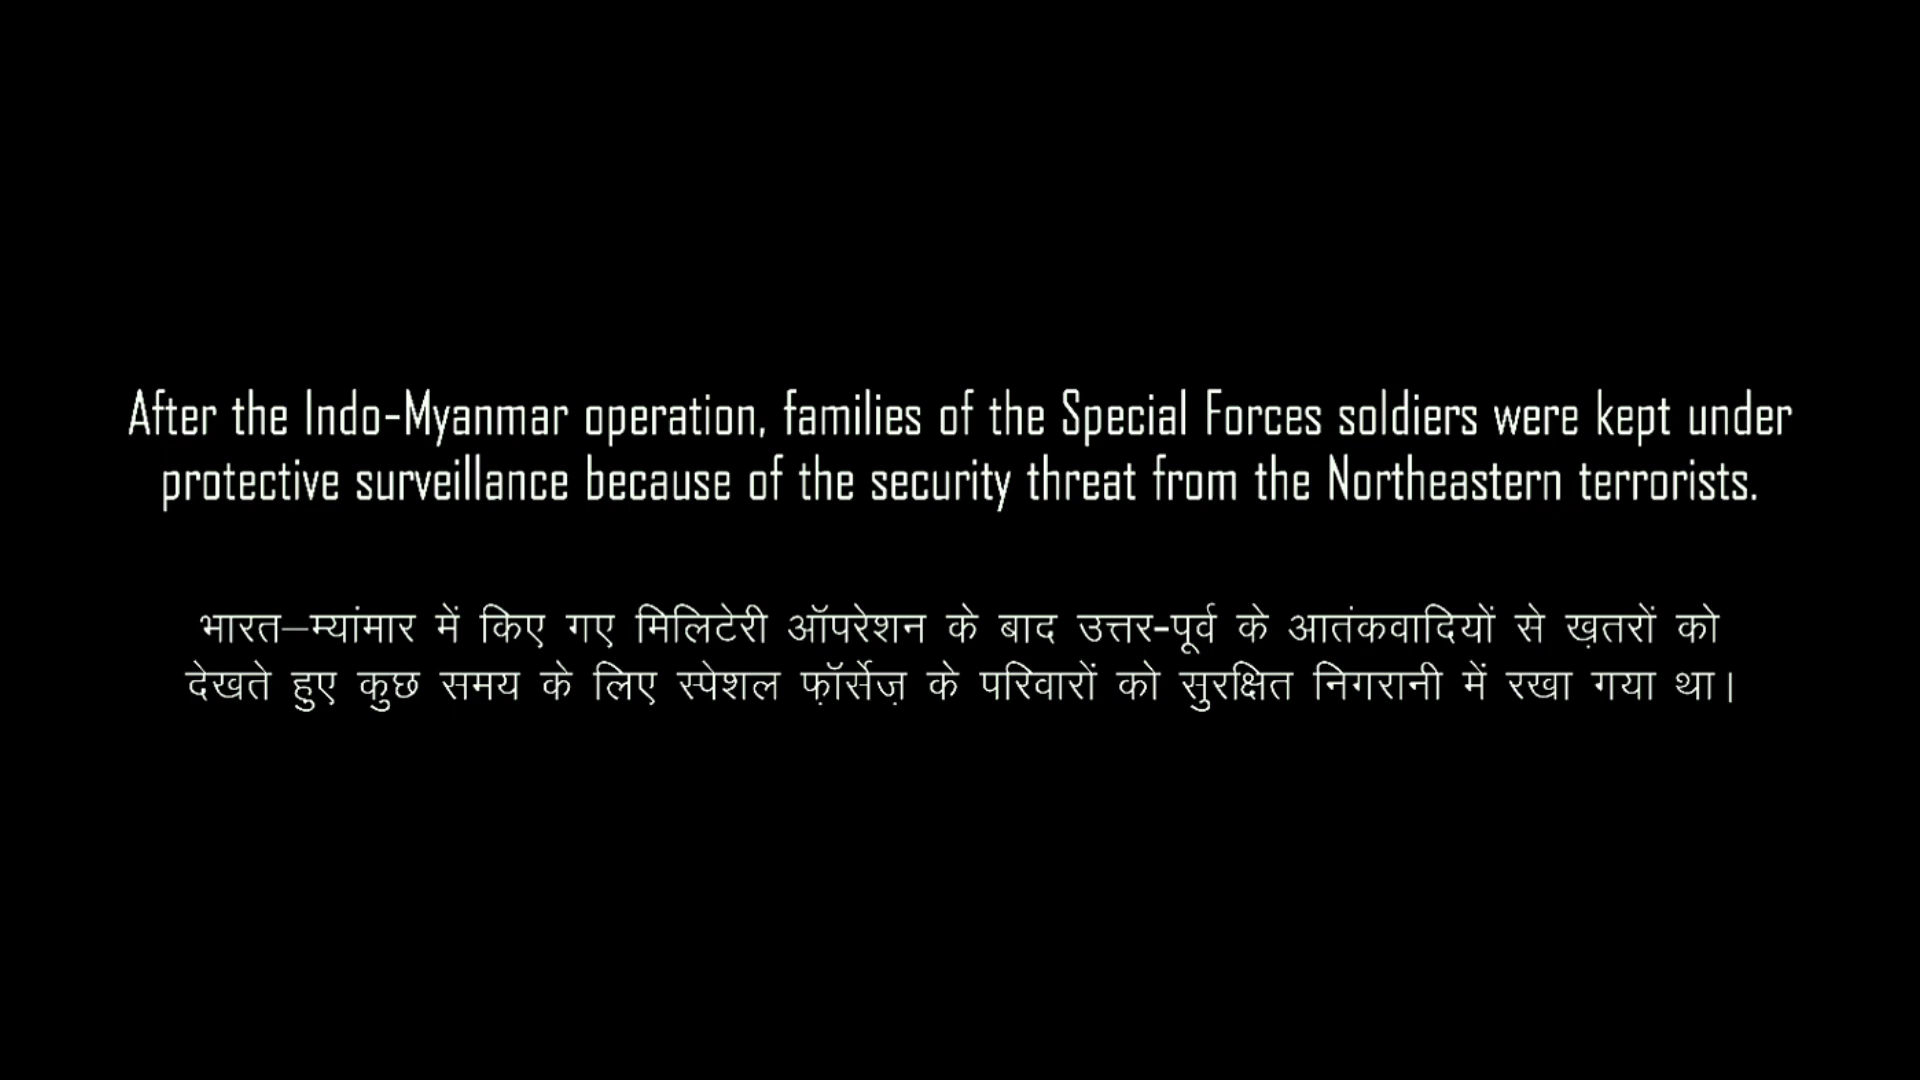 After the Indo-Myanmar operation, families of the Special Forces soldiers were kept under
protective surveillance because of the security threat from the Northeastern terrorists.
भारत–म्यांमार में किए गए मिलिटेरी ऑपरेशन के बाद उत्तर-पूर्व के आतंकवादियों से ख़तरों को
देखते हुए कुछ समय के लिए स्पेशल फ़ॉर्सेज़ के परिवारों को सुरक्षित निगरानी में रखा गया था।